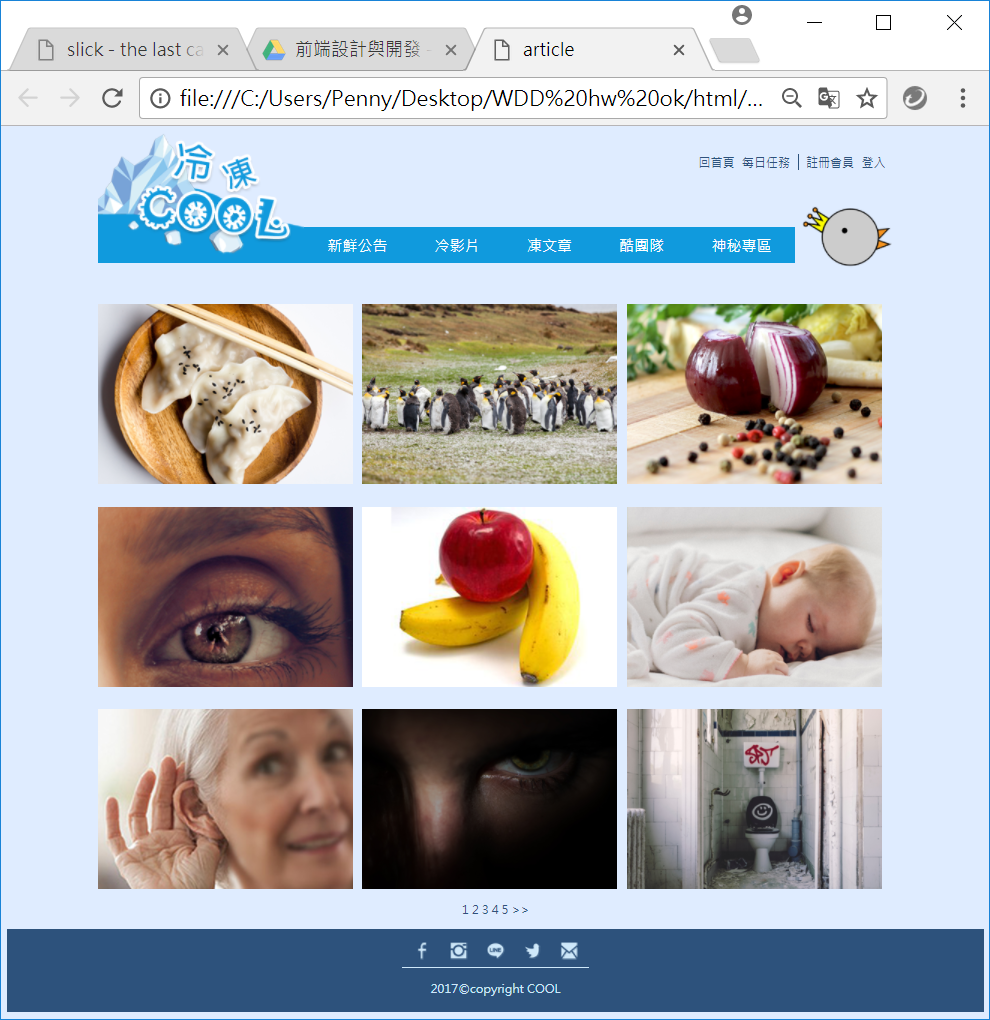 slick - the last ca
前端設計與開發 -
article
file:///C:/Users/Penny/Desktop/WDD%20hw%20ok/html/...
回首頁 每日任務 | 註冊會員 登入
冷凍
COOL
新鮮公告 冷影片 凍文章 酷團隊 神秘專區
SPJ
1 2 3 4 5 > >
LINE
2017©copyright COOL